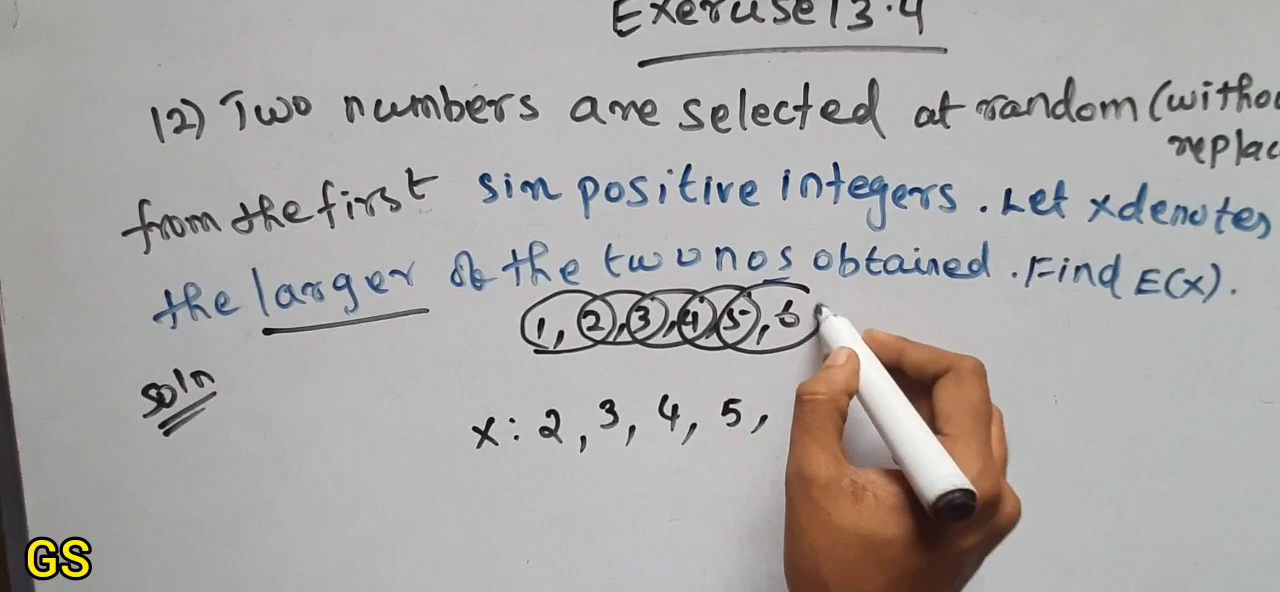 Exercise 13.4
12) Two numbers are selected at random (witho
replac
from the first sin positive integers. Let x denotes
the larger of the two nos obtained. Find E(X).
1, 2, 3, 4, 5, 6
Soln
X: 2, 3, 4, 5,
GS